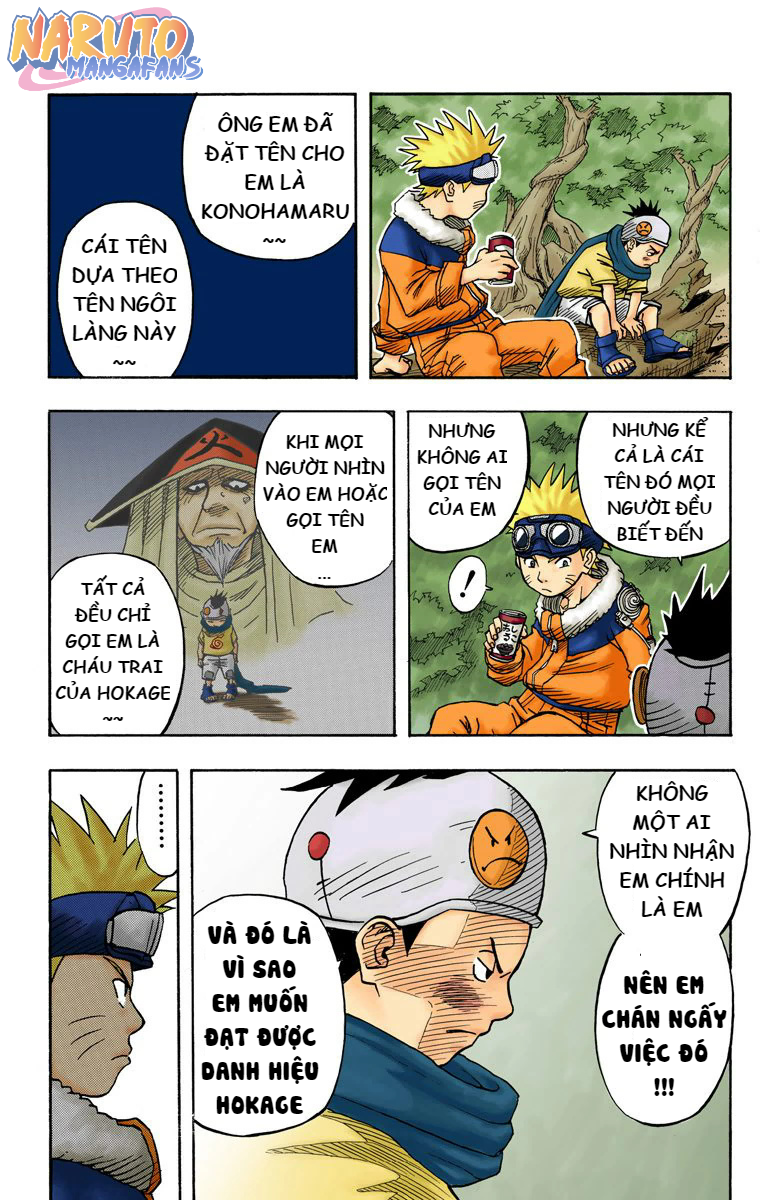 NARUTO
MANGAFANS
ÔNG EM ĐÃ
ĐẶT TÊN CHO
EM LÀ
KONOHAMARU
~~
CÁI TÊN
DỰA THEO
TÊN NGÔI
LÀNG NÀY
~~
NHƯNG KỂ
CẢ LÀ CÁI
TÊN ĐÓ MỌI
NGƯỜI ĐỀU
BIẾT ĐẾN
NHƯNG
KHÔNG AI
GỌI TÊN
CỦA EM
!
KHI MỌI
NGƯỜI NHÌN
VÀO EM HOẶC
GỌI TÊN
EM
...
火
TẤT CẢ
ĐỀU CHỈ
GỌI EM LÀ
CHÁU TRAI
CỦA HOKAGE
~~
KHÔNG
MỘT AI
NHÌN NHẬN
EM CHÍNH
LÀ EM
NÊN EM
CHÁN NGẤY
VIỆC ĐÓ
!!!
VÀ ĐÓ LÀ
VÌ SAO
EM MUỐN
ĐẠT ĐƯỢC
DANH HIỆU
HOKAGE
.........